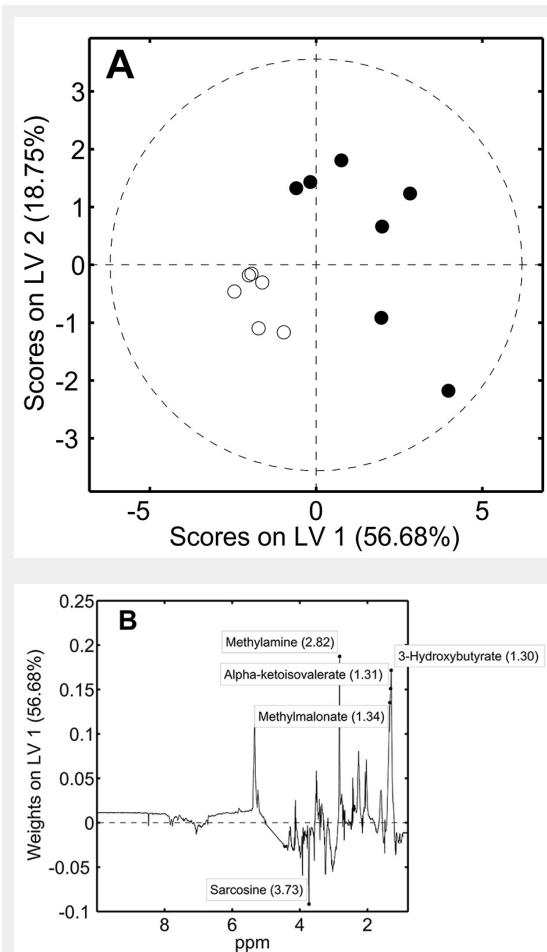 A
Scores on LV 2 (18.75%)
3
2
1
0
-1
-2
-3
-5 0 5
Scores on LV 1 (56.68%)
B
Weights on LV 1 (56.68%)
0.25
0.2
0.15
0.1
0.05
0
-0.05
-0.1
Methylamine (2.82)
3-Hydroxybutyrate (1.30)
Alpha-ketoisovalerate (1.31)
Methylmalonate (1.34)
Sarcosine (3.73)
8 6 4 2
ppm